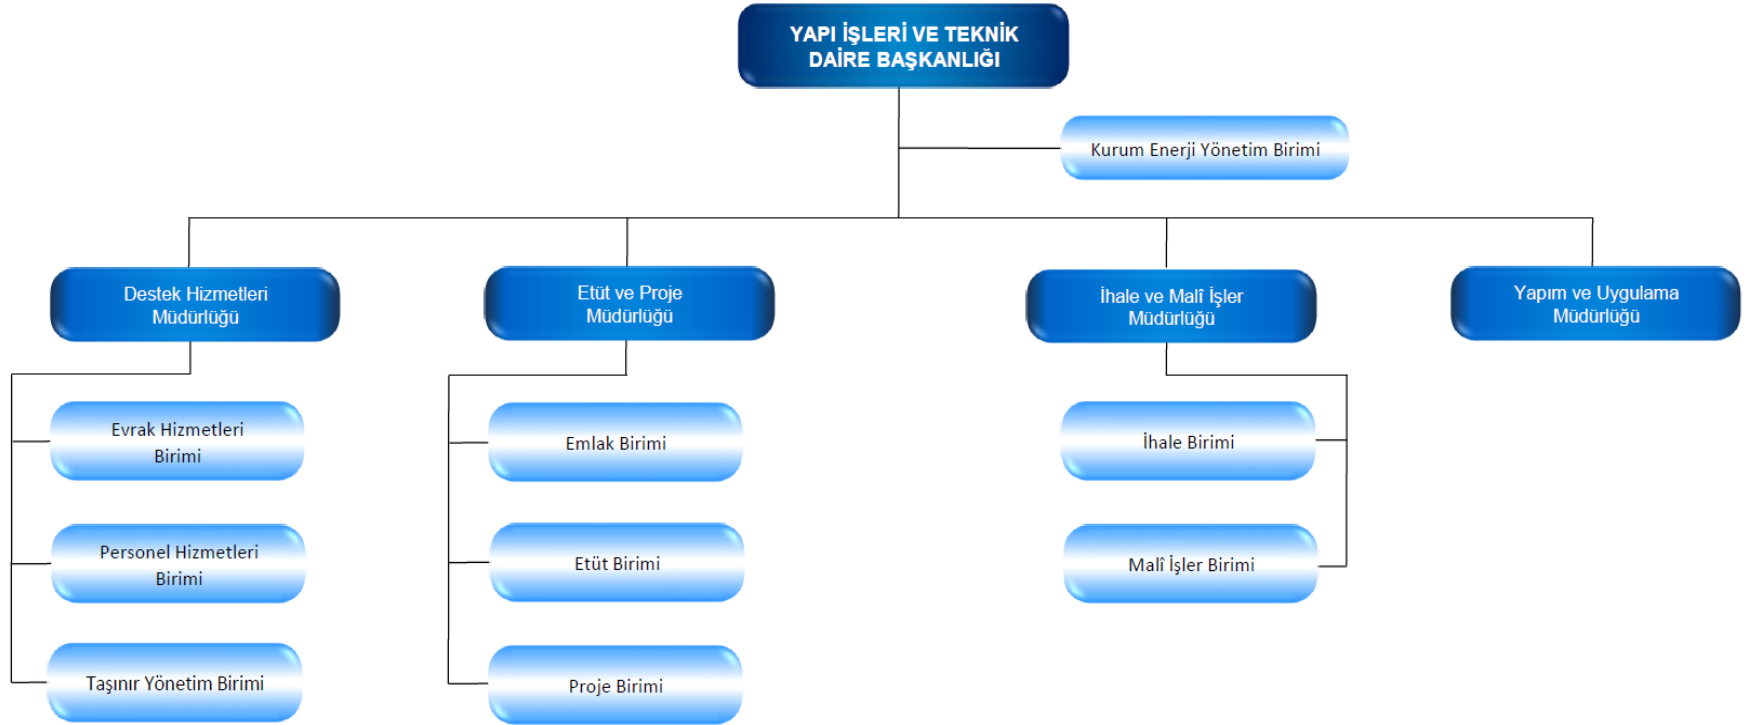 YAPI İŞLERİ VE TEKNİK
DAİRE BAŞKANLIĞI
Kurum Enerji Yönetim Birimi
Destek Hizmetleri
Müdürlüğü
Etüt ve Proje
Müdürlüğü
İhale ve Malî İşler
Müdürlüğü
Yapım ve Uygulama
Müdürlüğü
Evrak Hizmetleri
Birimi
Emlak Birimi
İhale Birimi
Personel Hizmetleri
Birimi
Etüt Birimi
Malî İşler Birimi
Taşınır Yönetim Birimi
Proje Birimi